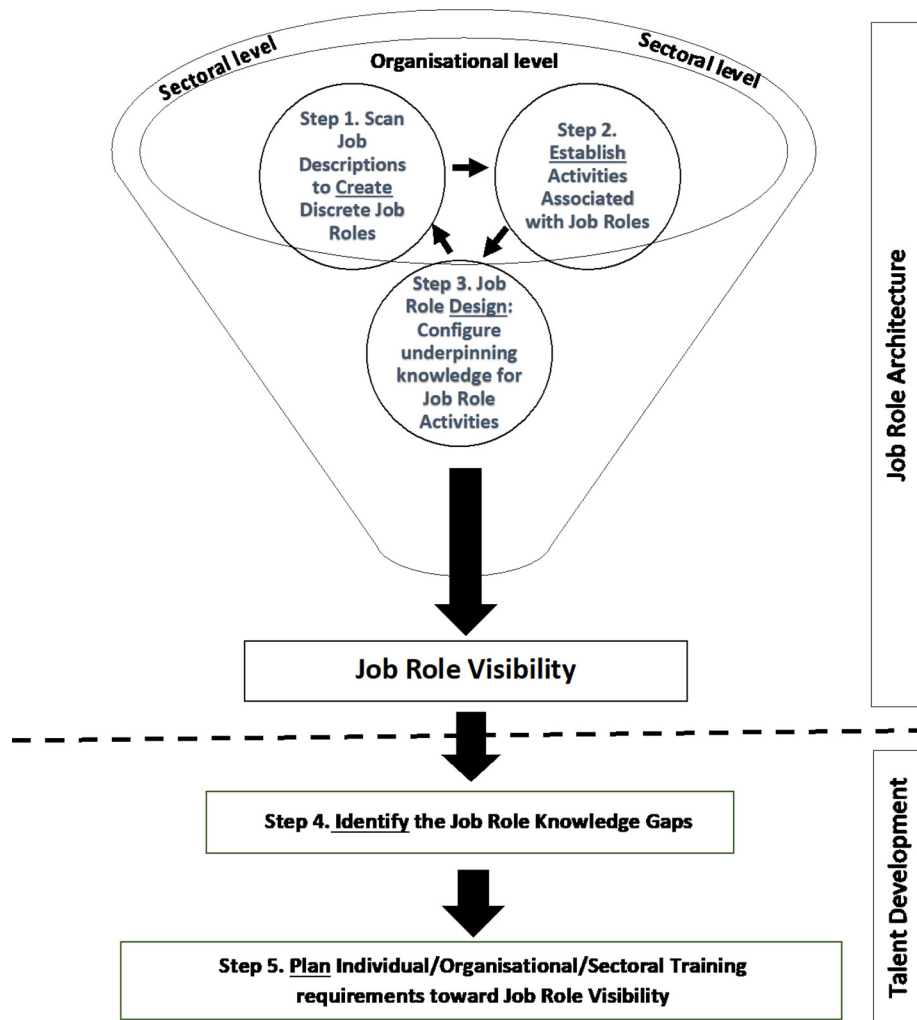 Sectoral level
Sectoral level
Organisational level
Step 1. Scan
Job
Descriptions
to Create
Discrete Job
Roles
Step 2.
Establish
Activities
Associated
with Job Roles
Step 3. Job
Role Design:
Configure
underpinning
knowledge for
Job Role
Activities
Job Role Visibility
Job Role Architecture
Step 4. Identify the Job Role Knowledge Gaps
Step 5. Plan Individual/Organisational/Sectoral Training
requirements toward Job Role Visibility
Talent Development